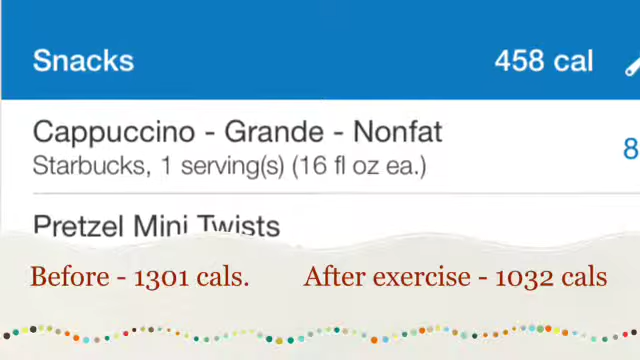 Snacks 458 cal
Cappuccino - Grande - Nonfat
Starbucks, 1 serving(s) (16 fl oz ea.) 8
Pretzel Mini Twists
Before - 1301 cals. After exercise - 1032 cals